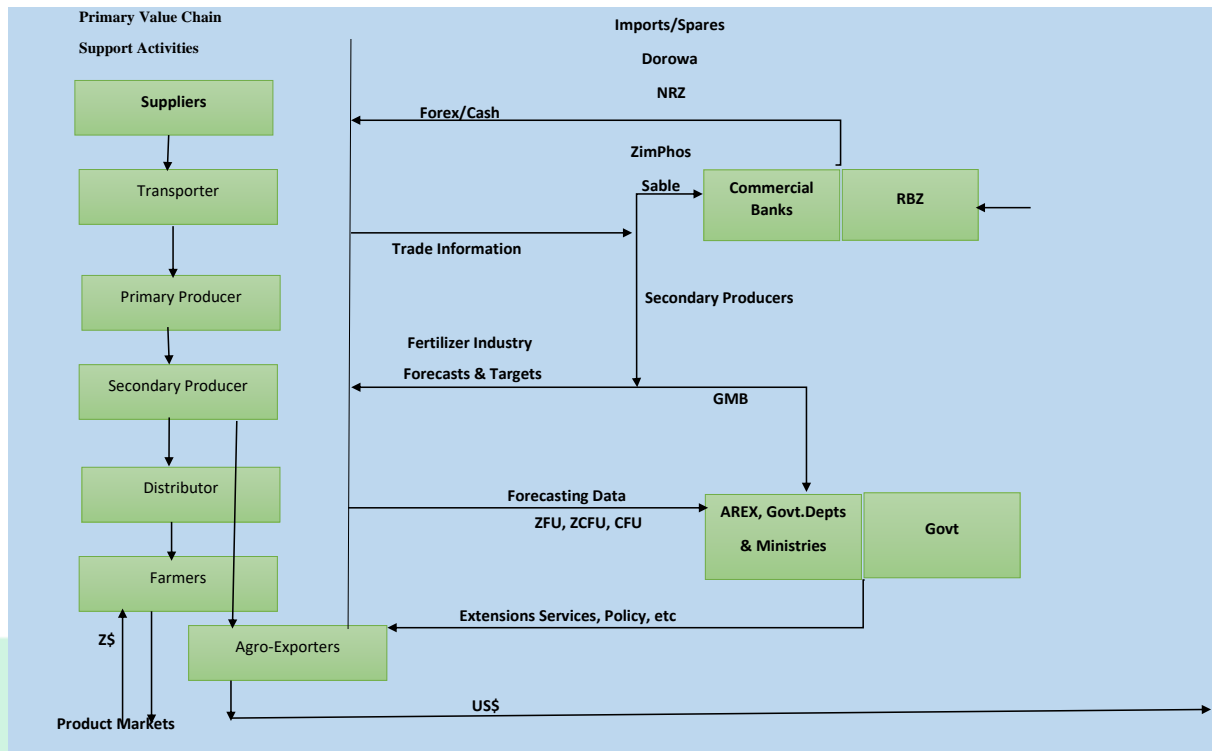 Primary Value Chain
Support Activities
Imports/Spares
Dorowa
NRZ
Suppliers
Forex/Cash
ZimPhos
Transporter
Sable
Commercial
Banks
RBZ
Trade Information
Primary Producer
Secondary Producers
Fertilizer Industry
Secondary Producer
Forecasts & Targets
GMB
Distributor
Forecasting Data
ZFU, ZCFU, CFU
AREX, Govt.Depts
& Ministries
Govt
Farmers
Extensions Services, Policy, etc
Z$
Agro-Exporters
US$
Product Markets